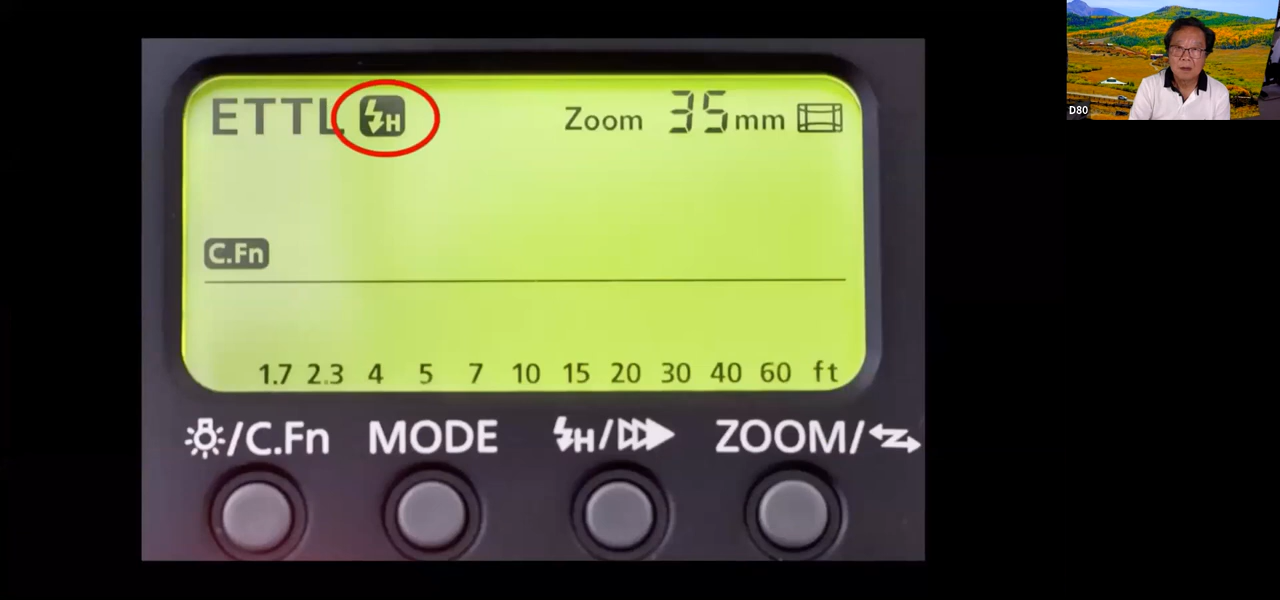 ETTL H Zoom 35mm
C.Fn
1.7 2.3 4 5 7 10 15 20 30 40 60 ft
/C.Fn MODE H/ ZOOM/
D80